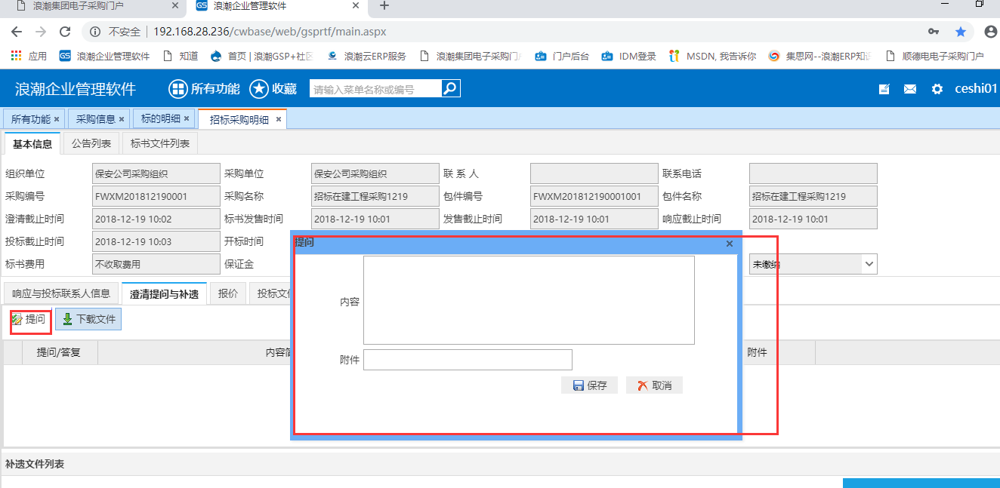 浪潮集团电子采购门户 浪潮企业管理软件
不安全 192.168.28.236/cwbase/web/gsprtf/main.aspx
应用 GS 浪潮企业管理软件 知道 首页 | 浪潮GSP+社区 浪潮云ERP服务 浪潮集团电子采购门户 门户后台 IDM登录 MSDN, 我告诉你 集思网--浪潮ERP知识 顺德电电子采购门户
浪潮企业管理软件 所有功能 收藏 请输入菜单名称或编号 ceshi01
所有功能 × 采购信息 × 标的明细 × 招标采购明细 ×
基本信息 公告列表 标书文件列表
组织单位 保安公司采购组织 采购单位 保安公司采购组织 联 系 人 联系电话
采购编号 FWXM201812190001 采购名称 招标在建工程采购1219 包件编号 FWXM201812190001001 包件名称 招标在建工程采购1219
澄清截止时间 2018-12-19 10:02 标书发售时间 2018-12-19 10:01 发售截止时间 2018-12-19 10:01 响应截止时间 2018-12-19 10:01
投标截止时间 2018-12-19 10:03 开标时间
标书费用 不收取费用 保证金 未缴纳
响应与投标联系人信息 澄清提问与补遗 报价 投标文件
提问 下载文件
提问/答复 内容简 附件
提问 ×
内容
附件
保存 取消
补遗文件列表